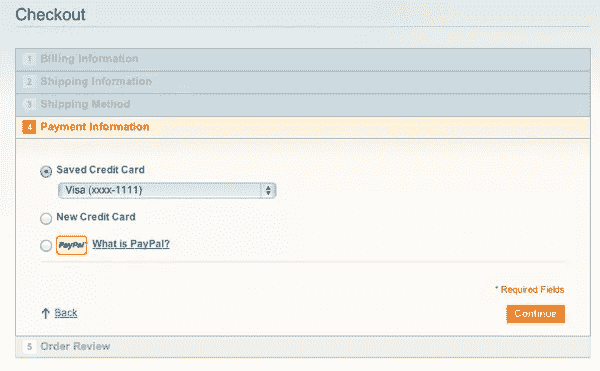 Checkout
1 Billing Information
2 Shipping Information
3 Shipping Method
4 Payment Information
Saved Credit Card
Visa (xxxx-1111)
New Credit Card
PayPal What is PayPal?
* Required Fields
Back
Continue
5 Order Review